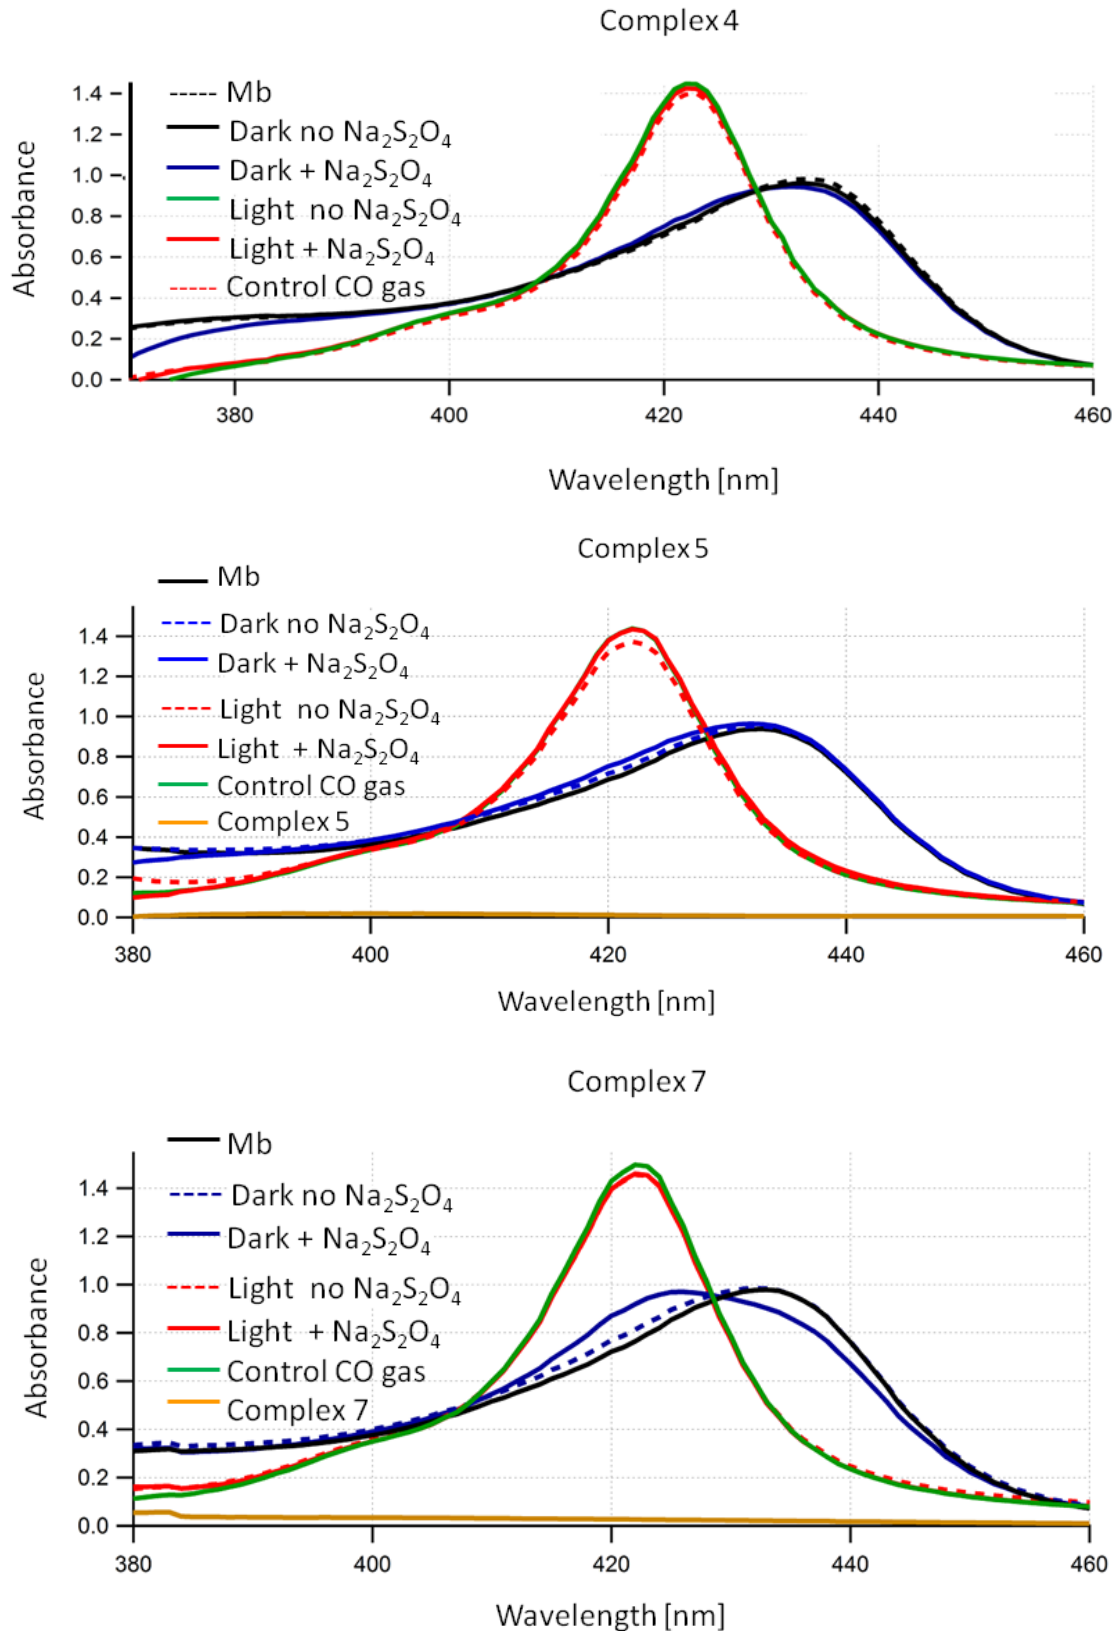 Complex 4
Mb
Dark no Na₂S₂O₄
Dark + Na₂S₂O₄
Light no Na₂S₂O₄
Light + Na₂S₂O₄
Control CO gas
Absorbance
1.4
1.2
1.0
0.8
0.6
0.4
0.2
0.0
380 400 420 440 460
Wavelength [nm]
Complex 5
Mb
Dark no Na₂S₂O₄
Dark + Na₂S₂O₄
Light no Na₂S₂O₄
Light + Na₂S₂O₄
Control CO gas
Complex 5
Absorbance
1.4
1.2
1.0
0.8
0.6
0.4
0.2
0.0
380 400 420 440 460
Wavelength [nm]
Complex 7
Mb
Dark no Na₂S₂O₄
Dark + Na₂S₂O₄
Light no Na₂S₂O₄
Light + Na₂S₂O₄
Control CO gas
Complex 7
Absorbance
1.4
1.2
1.0
0.8
0.6
0.4
0.2
0.0
380 400 420 440 460
Wavelength [nm]